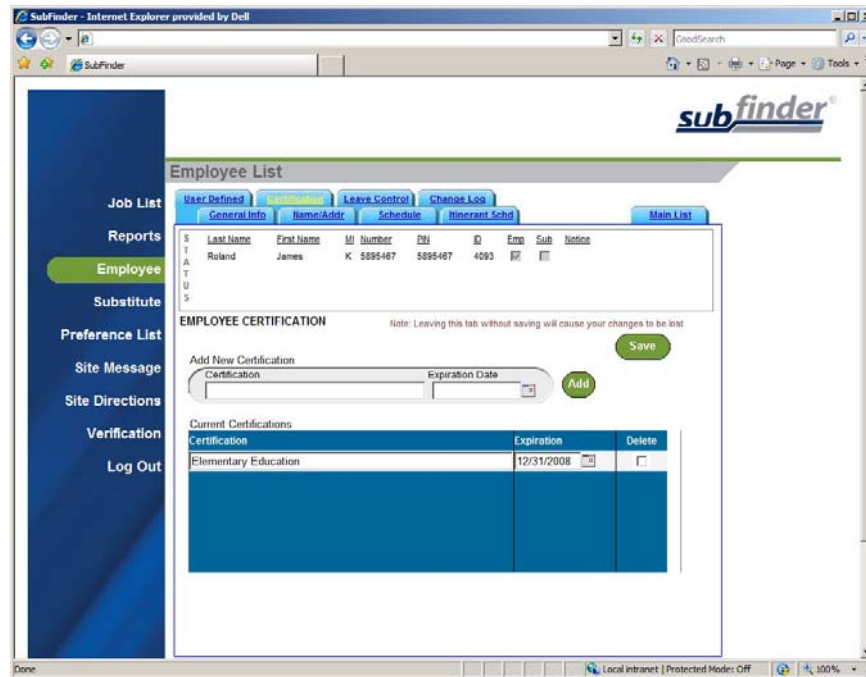 SubFinder - Internet Explorer provided by Dell
GoodSearch
SubFinder
Page Tools
subfinder®
Employee List
Job List
Reports
Employee
Substitute
Preference List
Site Message
Site Directions
Verification
Log Out
User Defined Certification Leave Control Change Log
General Info Name/Addr Schedule Itinerant Schd Main List
STATUS
Last Name First Name MI Number PIN ID Emp Sub Notice
Roland James K 5895467 5895467 4093
EMPLOYEE CERTIFICATION Note: Leaving this tab without saving will cause your changes to be lost
Save
Add New Certification
Certification Expiration Date
Add
Current Certifications
Certification Expiration Delete
Elementary Education 12/31/2008
Done Local intranet | Protected Mode: Off 100%